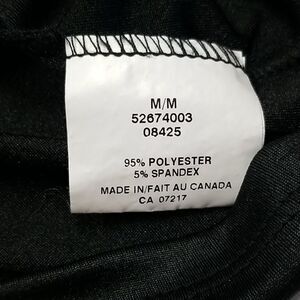 M/M
52674003
08425
95% POLYESTER
5% SPANDEX
MADE IN/FAIT AU CANADA
CA 07217